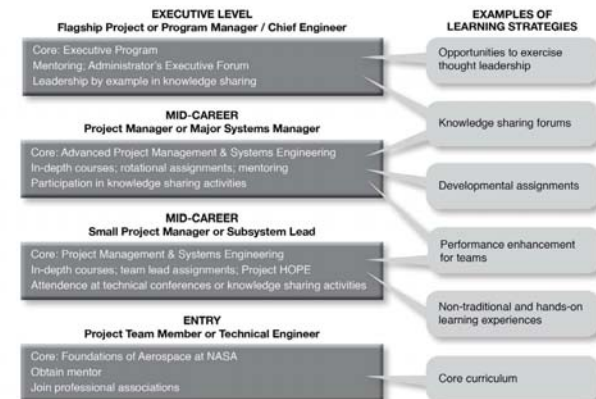 EXECUTIVE LEVEL
Flagship Project or Program Manager / Chief Engineer
Core: Executive Program
Mentoring; Administrator's Executive Forum
Leadership by example in knowledge sharing
MID-CAREER
Project Manager or Major Systems Manager
Core: Advanced Project Management & Systems Engineering
In-depth courses; rotational assignments; mentoring
Participation in knowledge sharing activities
MID-CAREER
Small Project Manager or Subsystem Lead
Core: Project Management & Systems Engineering
In-depth courses; team lead assignments; Project HOPE
Attendence at technical conferences or knowledge sharing activities
ENTRY
Project Team Member or Technical Engineer
Core: Foundations of Aerospace at NASA
Obtain mentor
Join professional associations
EXAMPLES OF
LEARNING STRATEGIES
Opportunities to exercise
thought leadership
Knowledge sharing forums
Developmental assignments
Performance enhancement
for teams
Non-traditional and hands-on
learning experiences
Core curriculum